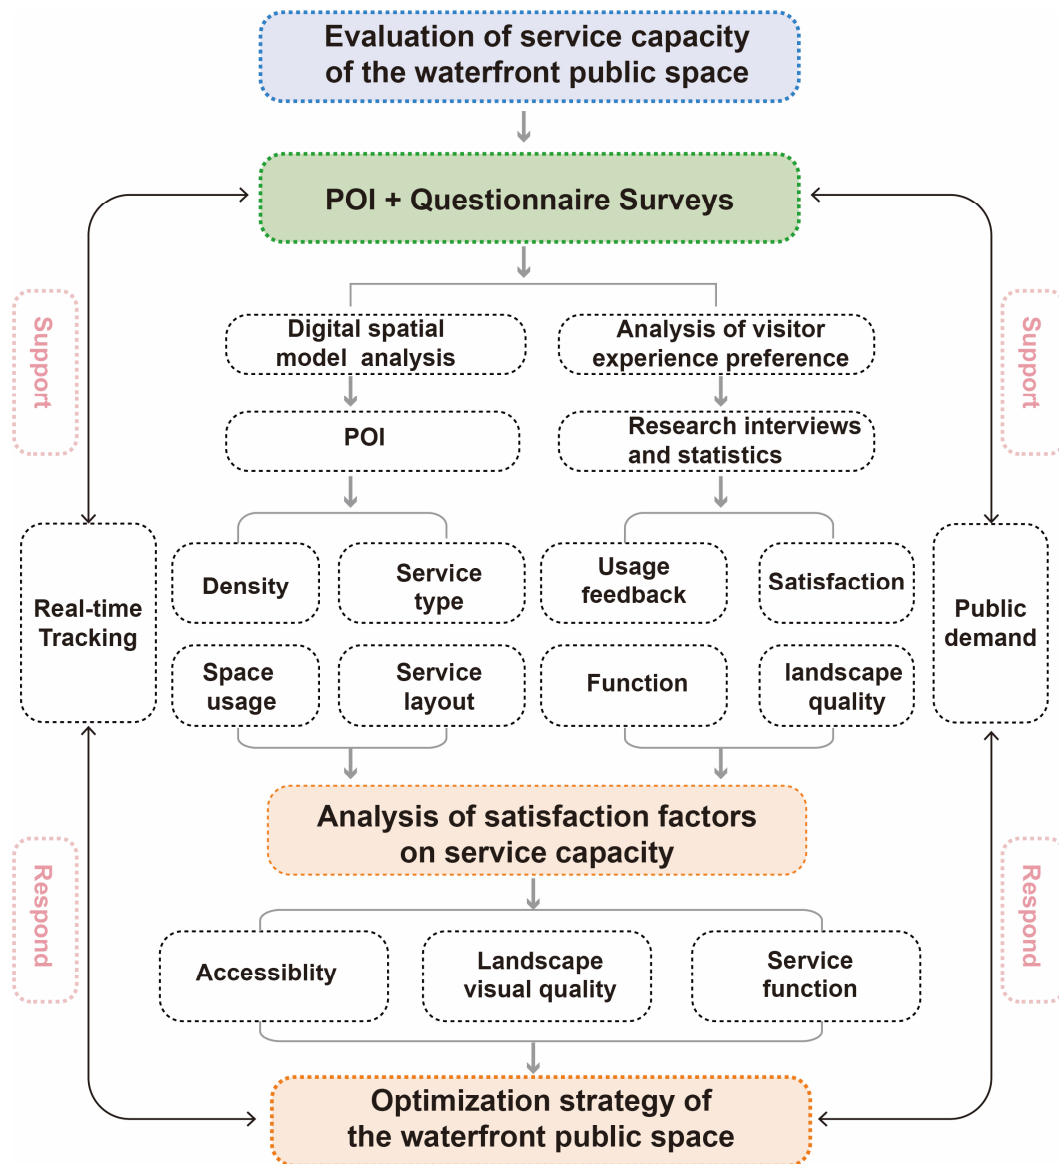 Evaluation of service capacity
of the waterfront public space
POI + Questionnaire Surveys
Support
Support
Digital spatial
model analysis
Analysis of visitor
experience preference
POI
Research interviews
and statistics
Real-time
Tracking
Density
Service
type
Usage
feedback
Satisfaction
Public
demand
Space
usage
Service
layout
Function
landscape
quality
Analysis of satisfaction factors
on service capacity
Respond
Respond
Accessiblity
Landscape
visual quality
Service
function
Optimization strategy of
the waterfront public space